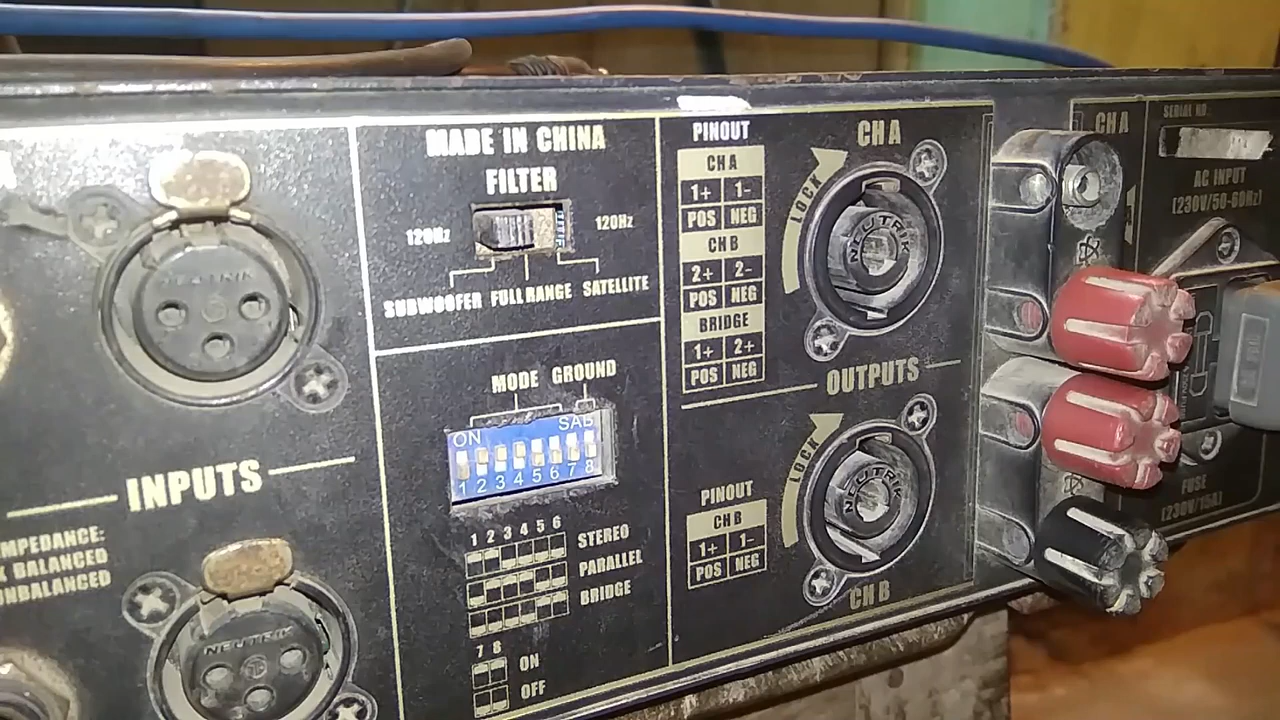 NEUTRIK
INPUTS
IMPEDANCE:
BALANCED
UNBALANCED
NEUTRIK
MADE IN CHINA
FILTER
120Hz
120Hz
SUBWOOFER FULL RANGE SATELLITE
MODE GROUND
ON SAB
1 2 3 4 5 6 7 8
1 2 3 4 5 6
STEREO
PARALLEL
BRIDGE
7 8
ON
OFF
PINOUT
CH A
1+ 1-
POS NEG
CH B
2+ 2-
POS NEG
BRIDGE
1+ 2+
POS NEG
CH A
LOCK
NEUTRIK
OUTPUTS
LOCK
NEUTRIK
PINOUT
CH B
1+ 1-
POS NEG
CH B
CH A
SERIAL NO.:
AC INPUT
[230V/50-60Hz]
FUSE
[230V/15A]